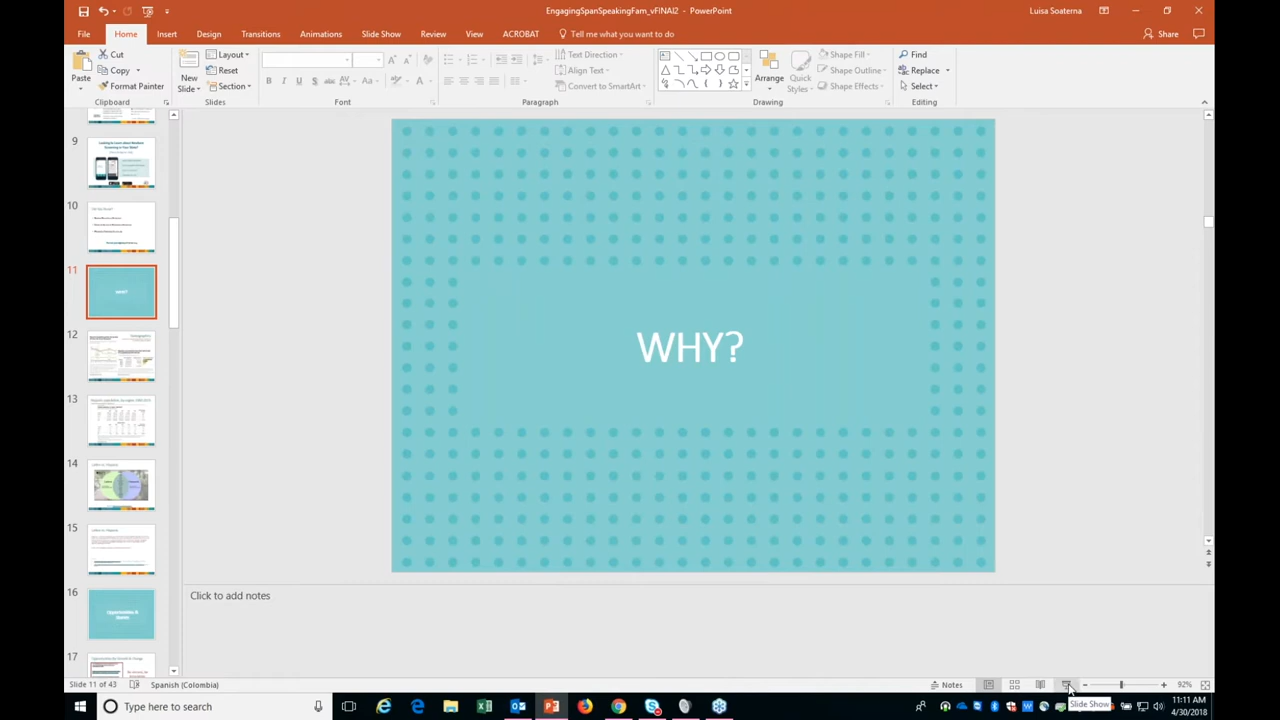 EngagingSpanSpeakingFam_vFINAl2 - PowerPoint
Luisa Soaterna
File Home Insert Design Transitions Animations Slide Show Review View ACROBAT Tell me what you want to do
Share
Paste
Cut
Copy
Format Painter
Clipboard
New
Slide
Layout
Reset
Section
Slides
Font
Text Direction
Align Text
Convert to SmartArt
Paragraph
Arrange
Quick
Styles
Shape Fill
Shape Outline
Shape Effects
Drawing
Find
Replace
Select
Editing
9
10
11
WHY?
12
13
14
15
16
Opportunities &
17
WHY?
Click to add notes
Slide 11 of 43
Spanish (Colombia)
Notes
92%
Slide Show
Type here to search
11:11 AM
4/30/2018